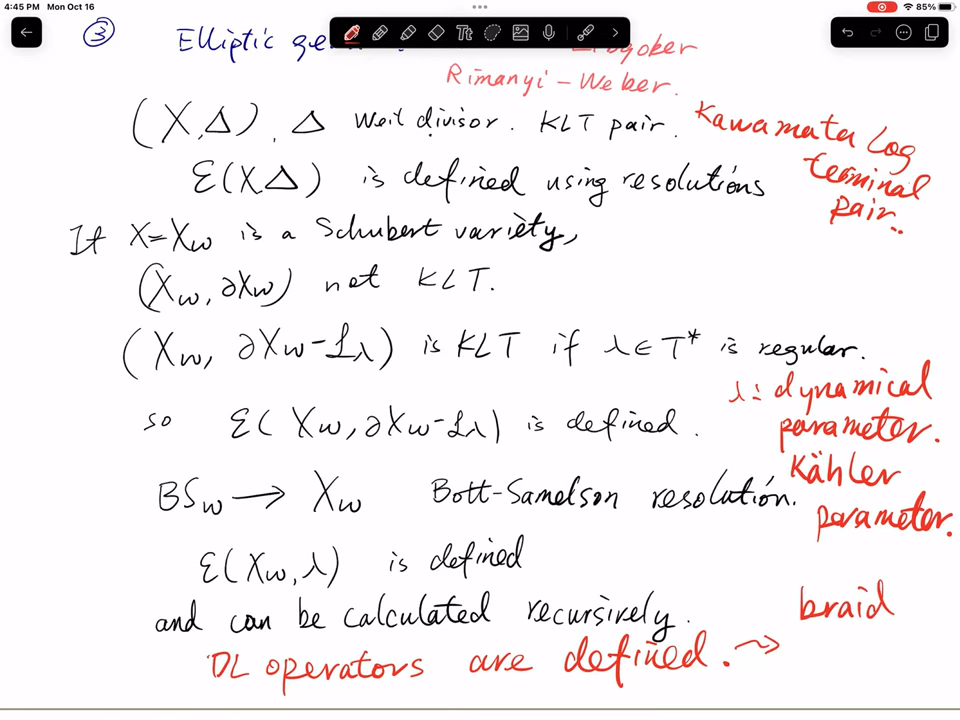 4:45 PM Mon Oct 16
85%
③ Elliptic
Tt
Rimanyi - Weber.
(X, Δ), Δ Weil divisor. KLT pair.
Kawamata Log
terminal
pair..
Ɛ(XΔ) is defined using resolutions
If X=Xw is a Schubert variety,
(Xw, ∂Xw) not KLT.
(Xw, ∂Xw-Lλ) is KLT if λ∈T* is regular.
λ: dynamical
parameter.
so Ɛ(Xw, ∂Xw-Lλ) is defined.
Kähler
parameter.
BSw → Xw Bott-Samelson resolution.
Ɛ(Xw, λ) is defined
and can be calculated recursively.
DL operators are defined. ⇝ braid